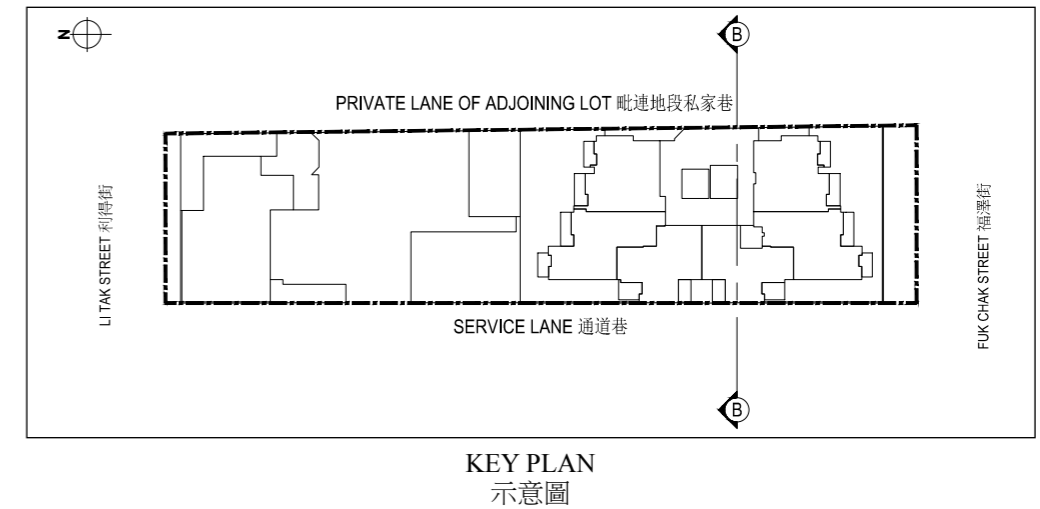 N
B
PRIVATE LANE OF ADJOINING LOT 毗連地段私家巷
LI TAK STREET 利得街
FUK CHAK STREET 福澤街
SERVICE LANE 通道巷
B
KEY PLAN
示意圖